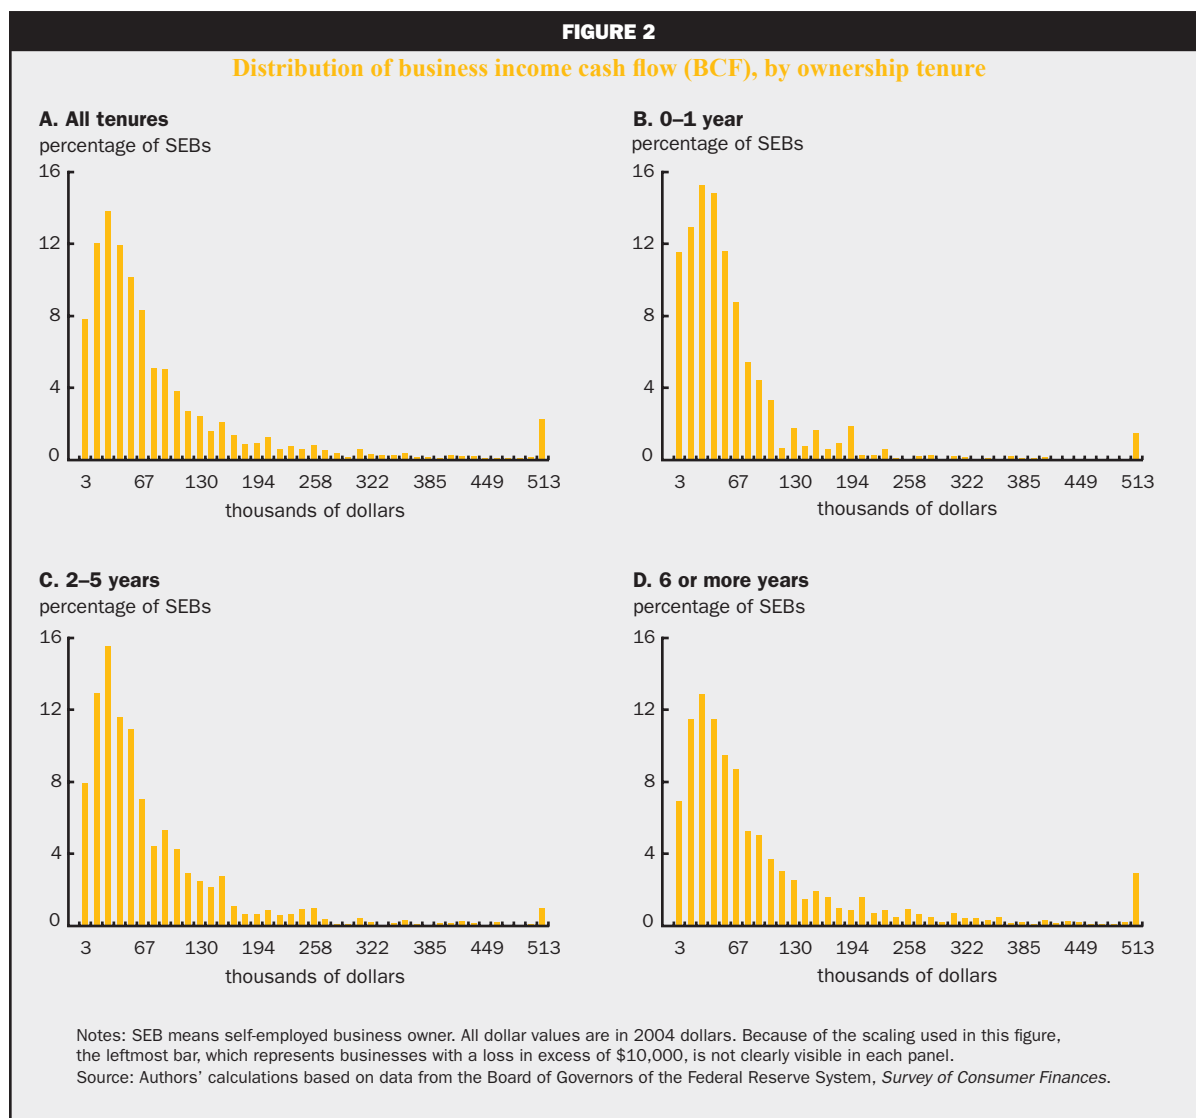 FIGURE 2
Distribution of business income cash flow (BCF), by ownership tenure
A. All tenures
percentage of SEBs
16
12
8
4
0
3 67 130 194 258 322 385 449 513
thousands of dollars
B. 0–1 year
percentage of SEBs
16
12
8
4
0
3 67 130 194 258 322 385 449 513
thousands of dollars
C. 2–5 years
percentage of SEBs
16
12
8
4
0
3 67 130 194 258 322 385 449 513
thousands of dollars
D. 6 or more years
percentage of SEBs
16
12
8
4
0
3 67 130 194 258 322 385 449 513
thousands of dollars
Notes: SEB means self-employed business owner. All dollar values are in 2004 dollars. Because of the scaling used in this figure,
the leftmost bar, which represents businesses with a loss in excess of $10,000, is not clearly visible in each panel.
Source: Authors’ calculations based on data from the Board of Governors of the Federal Reserve System, Survey of Consumer Finances.